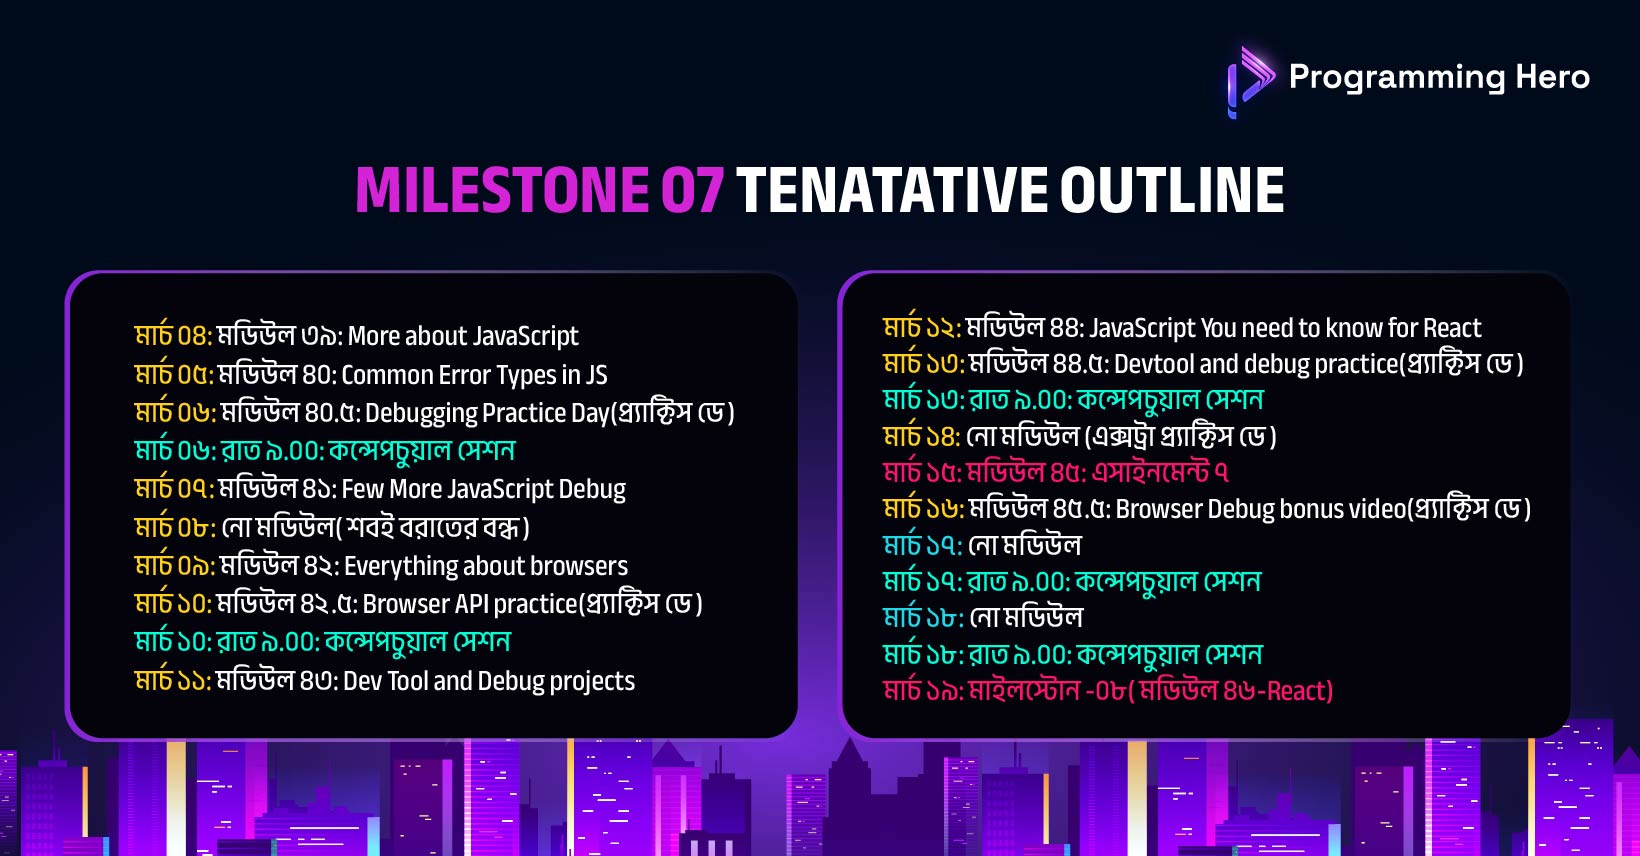 Programming Hero
MILESTONE 07 TENATATIVE OUTLINE
মার্চ ০৪: মডিউল ৩৯: More about JavaScript
মার্চ ০৫: মডিউল ৪০: Common Error Types in JS
মার্চ ০৬: মডিউল ৪০.৫: Debugging Practice Day(প্র্যাক্টিস ডে )
মার্চ ০৬: রাত ৯.00: কন্সেপচুয়াল সেশন
মার্চ ০৭: মডিউল ৪১: Few More JavaScript Debug
মার্চ ০৮: নো মডিউল( শবই বরাতের বন্ধ )
মার্চ ০৯: মডিউল ৪২: Everything about browsers
মার্চ ১০: মডিউল ৪২.৫: Browser API practice(প্র্যাক্টিস ডে )
মার্চ ১০: রাত ৯.00: কন্সেপচুয়াল সেশন
মার্চ ১১: মডিউল ৪৩: Dev Tool and Debug projects
মার্চ ১২: মডিউল ৪৪: JavaScript You need to know for React
মার্চ ১৩: মডিউল ৪৪.৫: Devtool and debug practice(প্র্যাক্টিস ডে )
মার্চ ১৩: রাত ৯.00: কন্সেপচুয়াল সেশন
মার্চ ১৪: নো মডিউল (এক্সট্রা প্র্যাক্টিস ডে )
মার্চ ১৫: মডিউল ৪৫: এসাইনমেন্ট ৭
মার্চ ১৬: মডিউল ৪৫.৫: Browser Debug bonus video(প্র্যাক্টিস ডে )
মার্চ ১৭: নো মডিউল
মার্চ ১৭: রাত ৯.00: কন্সেপচুয়াল সেশন
মার্চ ১৮: নো মডিউল
মার্চ ১৮: রাত ৯.00: কন্সেপচুয়াল সেশন
মার্চ ১৯: মাইলস্টোন -০৮( মডিউল ৪৬-React)